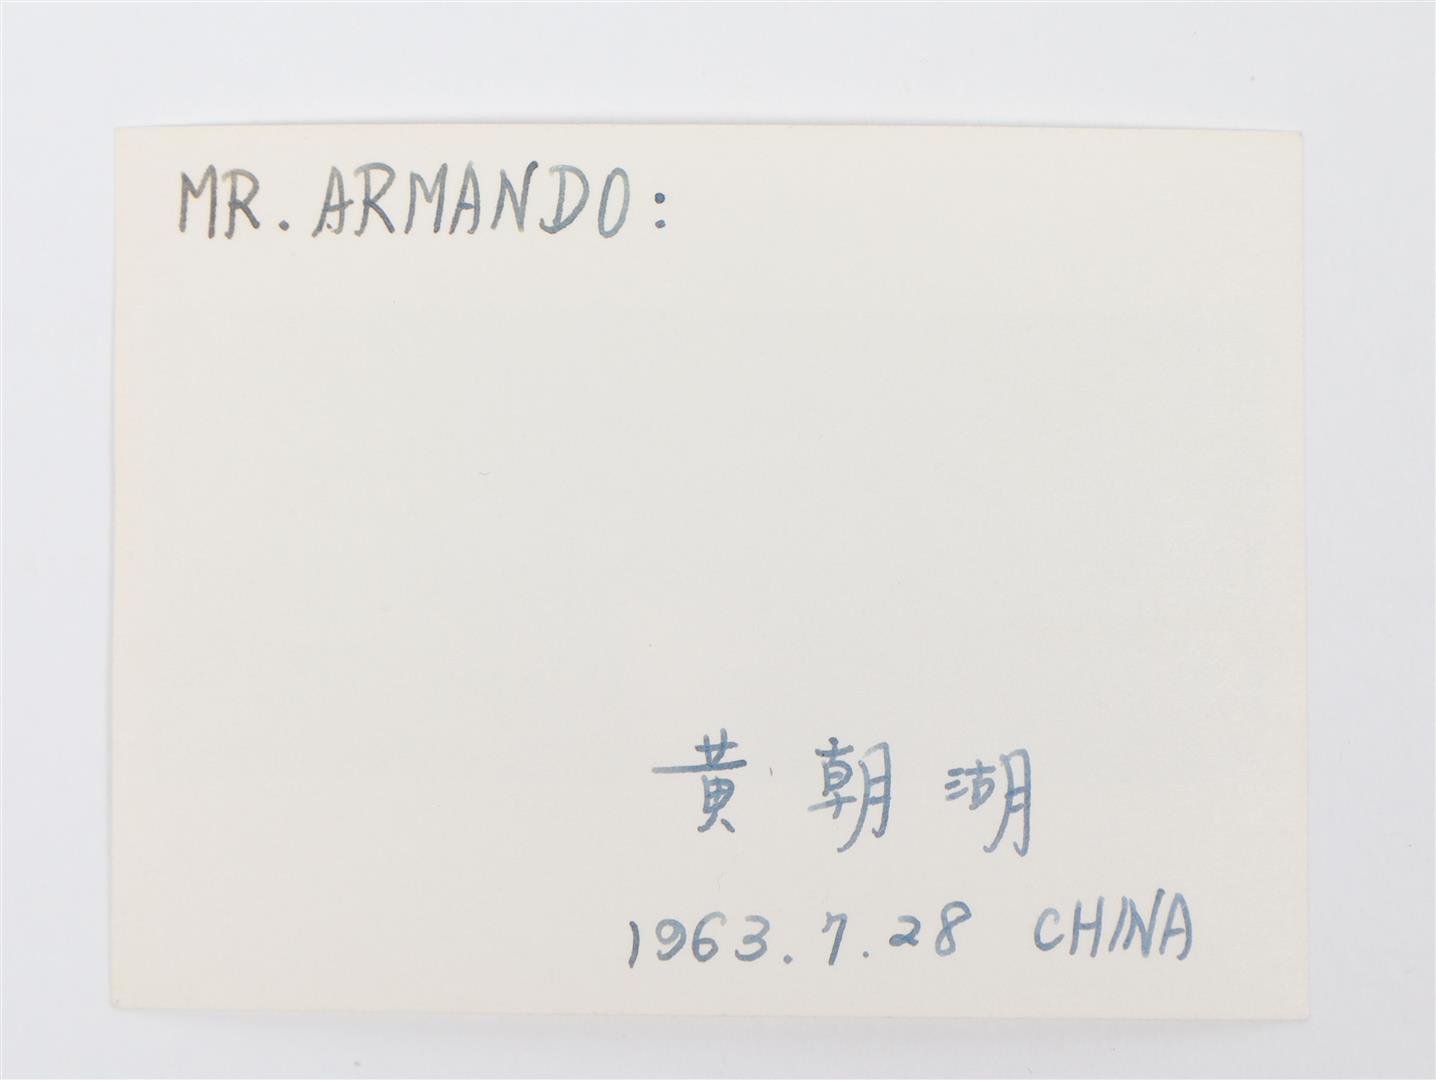 MR. ARMANDO:
黄 朝 湖
1963. 7. 28 CHINA